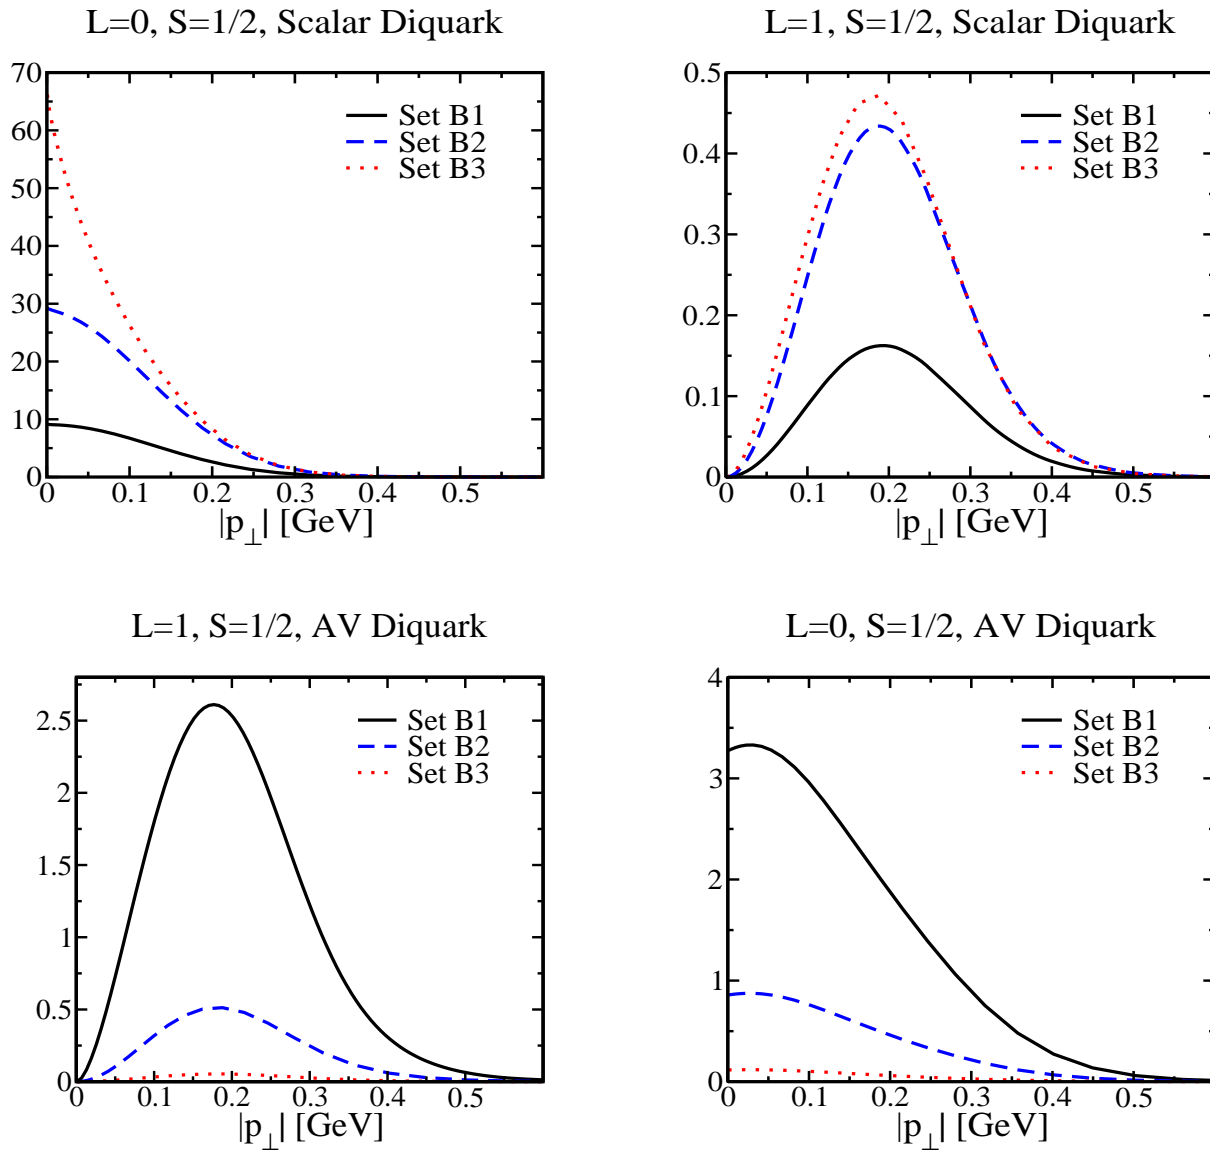 L=0, S=1/2, Scalar Diquark
70
60
50
40
30
20
10
0
0
0.1
0.2
0.3
0.4
0.5
Set B1
Set B2
Set B3
|p⊥| [GeV]
L=1, S=1/2, Scalar Diquark
0.5
0.4
0.3
0.2
0.1
0
0
0.1
0.2
0.3
0.4
0.5
Set B1
Set B2
Set B3
|p⊥| [GeV]
L=1, S=1/2, AV Diquark
2.5
2
1.5
1
0.5
0
0
0.1
0.2
0.3
0.4
0.5
Set B1
Set B2
Set B3
|p⊥| [GeV]
L=0, S=1/2, AV Diquark
4
3
2
1
0
0
0.1
0.2
0.3
0.4
0.5
Set B1
Set B2
Set B3
|p⊥| [GeV]